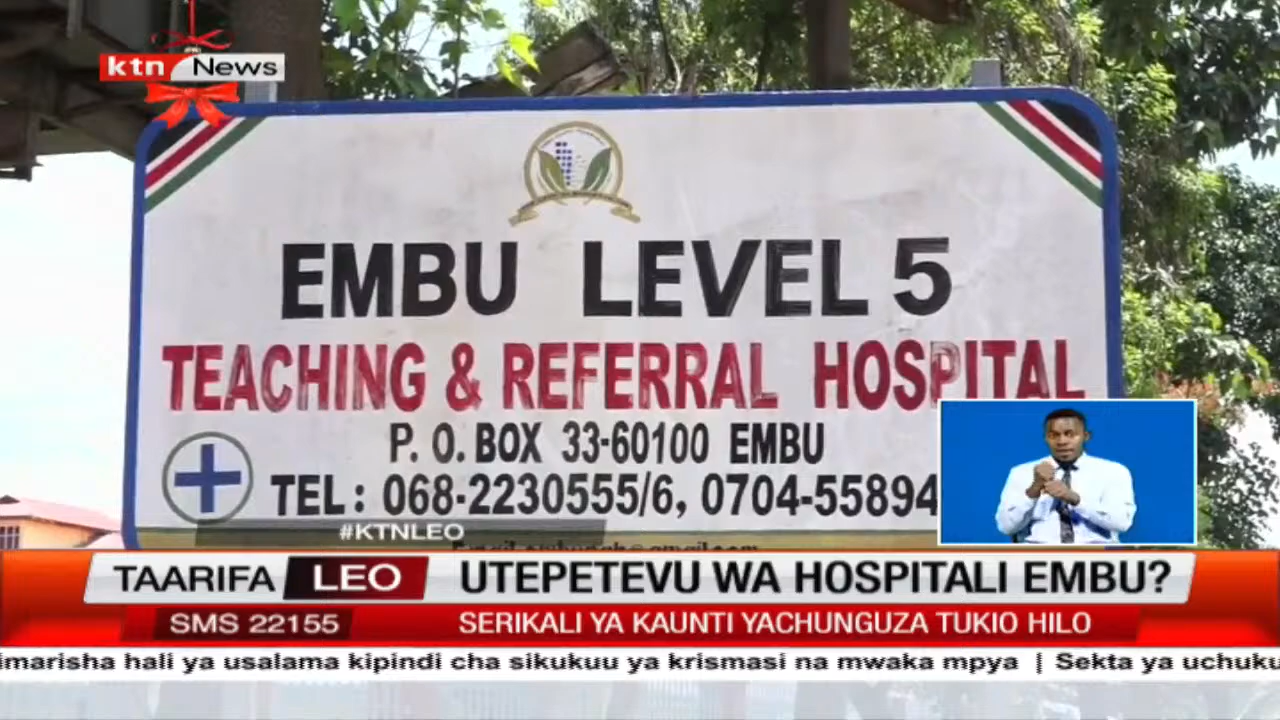 ktn News
EMBU LEVEL 5
TEACHING & REFERRAL HOSPITAL
P. O. BOX 33-60100 EMBU
TEL: 068-2230555/6, 0704-55894
#KTNLEO
TAARIFA LEO UTEPETEVU WA HOSPITALI EMBU?
SMS 22155 SERIKALI YA KAUNTI YACHUNGUZA TUKIO HILO
imarisha hali ya usalama kipindi cha sikukuu ya krismasi na mwaka mpya | Sekta ya uchuku